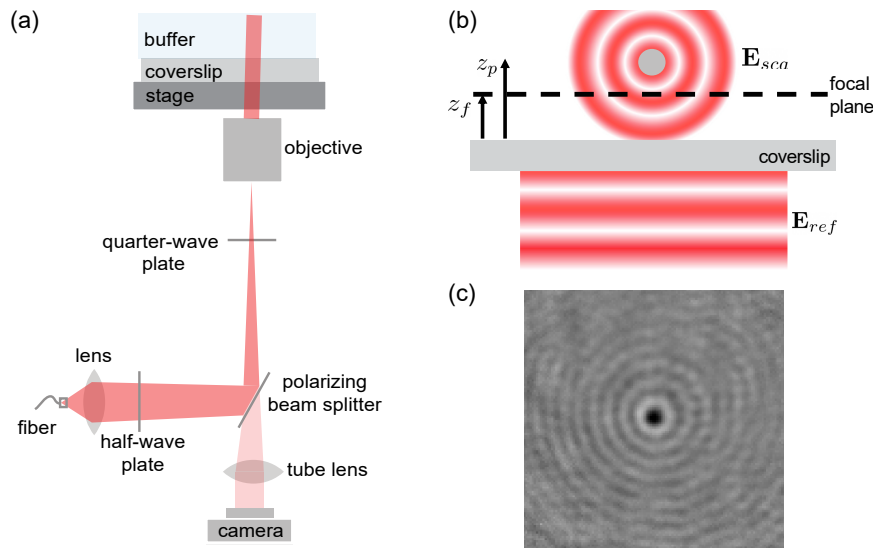 (a)
buffer
coverslip
stage
objective
quarter-wave
plate
lens
polarizing
beam splitter
fiber
half-wave
plate
tube lens
camera
(b)
E_sca
z_p
z_f
focal
plane
coverslip
E_ref
(c)